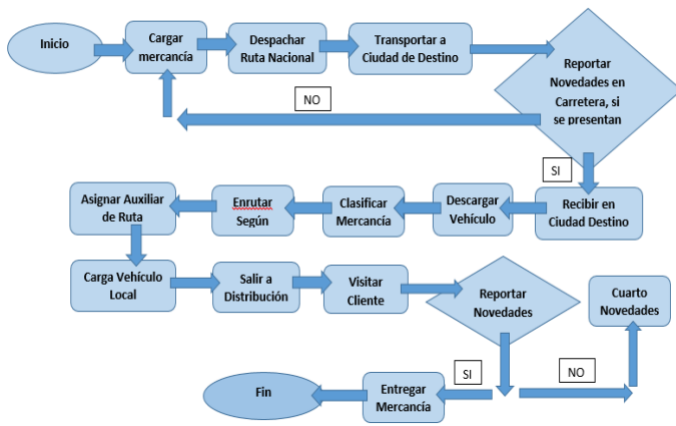 Inicio
Cargar
mercancía
Despachar
Ruta Nacional
Transportar a
Ciudad de Destino
Reportar
Novedades en
Carretera, si
se presentan
NO
SI
Asignar Auxiliar
de Ruta
Enrutar
Según
Clasificar
Mercancía
Descargar
Vehículo
Recibir en
Ciudad Destino
Carga Vehículo
Local
Salir a
Distribución
Visitar
Cliente
Reportar
Novedades
Cuarto
Novedades
SI
NO
Fin
Entregar
Mercancía